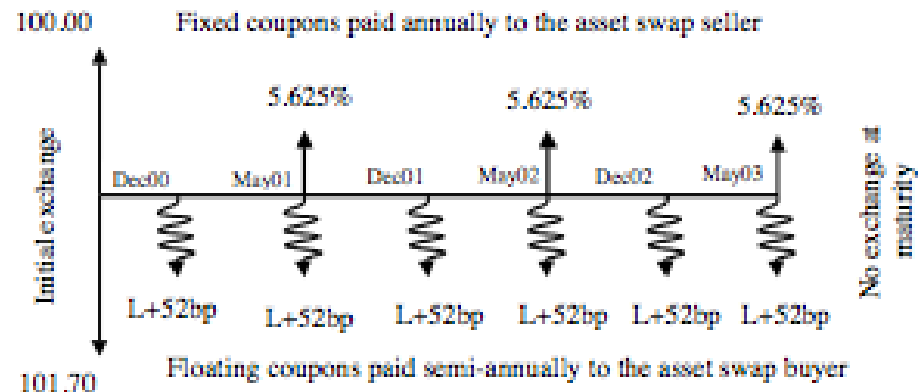 100.00
Fixed coupons paid annually to the asset swap seller
5.625%
5.625%
5.625%
Initial exchange
Dec00
May01
Dec01
May02
Dec02
May03
No exchange at
maturity
L+52bp
L+52bp
L+52bp
L+52bp
L+52bp
L+52bp
Floating coupons paid semi-annually to the asset swap buyer
101.70